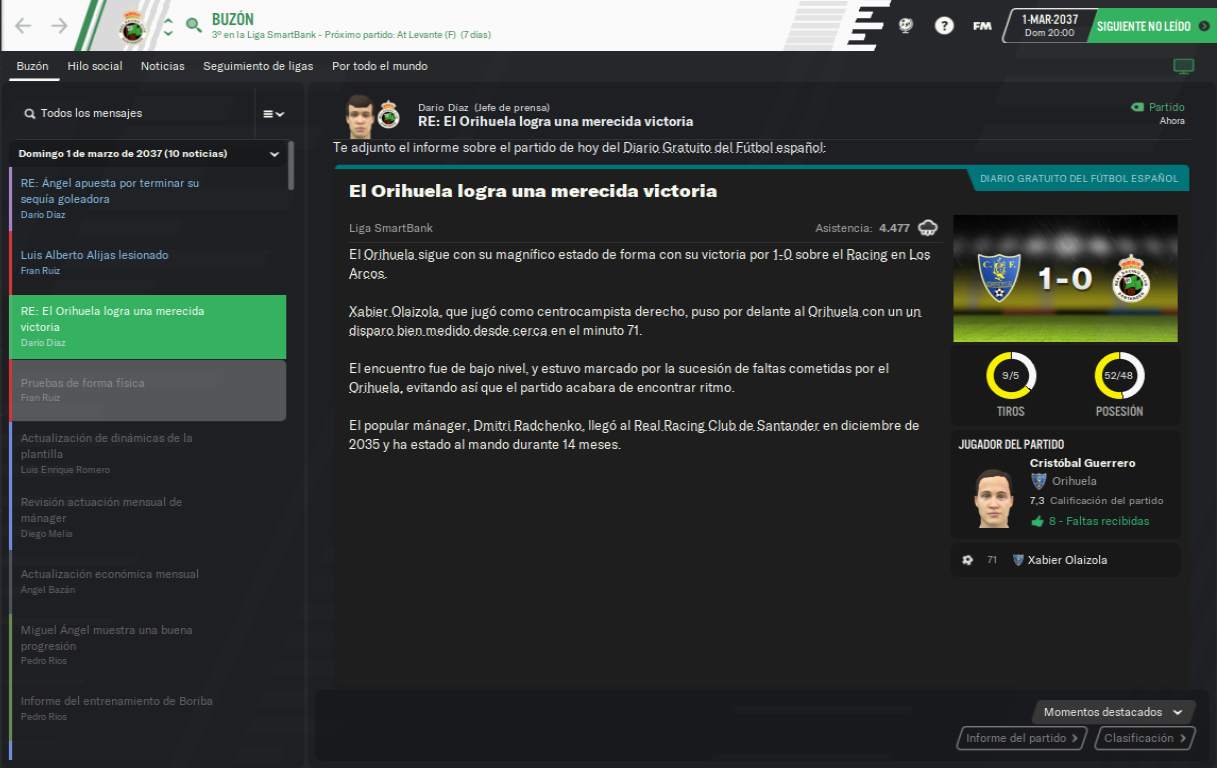 BUZÓN
3º en la Liga SmartBank - Próximo partido: At Levante (F) (7 días)
?
FM
1-MAR-2037
Dom 20:00
SIGUIENTE NO LEÍDO
Buzón
Hilo social
Noticias
Seguimiento de ligas
Por todo el mundo
Todos los mensajes
Domingo 1 de marzo de 2037 (10 noticias)
RE: Ángel apuesta por terminar su
sequía goleadora
Darío Díaz
Luis Alberto Alijas lesionado
Fran Ruiz
RE: El Orihuela logra una merecida
victoria
Darío Díaz
Pruebas de forma física
Fran Ruiz
Actualización de dinámicas de la
plantilla
Luis Enrique Romero
Revisión actuación mensual de
mánager
Diego Melia
Actualización económica mensual
Ángel Bazán
Miguel Ángel muestra una buena
progresión
Pedro Ríos
Informe del entrenamiento de Boriba
Pedro Ríos
Darío Díaz (Jefe de prensa)
RE: El Orihuela logra una merecida victoria
Partido
Ahora
Te adjunto el informe sobre el partido de hoy del Diario Gratuito del Fútbol español:
DIARIO GRATUITO DEL FÚTBOL ESPAÑOL
El Orihuela logra una merecida victoria
Liga SmartBank
Asistencia: 4.477
El Orihuela sigue con su magnífico estado de forma con su victoria por 1-0 sobre el Racing en Los
Arcos.
Xabier Olaizola, que jugó como centrocampista derecho, puso por delante al Orihuela con un un
disparo bien medido desde cerca en el minuto 71.
El encuentro fue de bajo nivel, y estuvo marcado por la sucesión de faltas cometidas por el
Orihuela, evitando así que el partido acabara de encontrar ritmo.
El popular mánager, Dmitri Radchenko, llegó al Real Racing Club de Santander en diciembre de
2035 y ha estado al mando durante 14 meses.
1-0
9/5
TIROS
52/48
POSESIÓN
JUGADOR DEL PARTIDO
Cristóbal Guerrero
Orihuela
7,3 Calificación del partido
8 - Faltas recibidas
71 Xabier Olaizola
Momentos destacados
Informe del partido
Clasificación